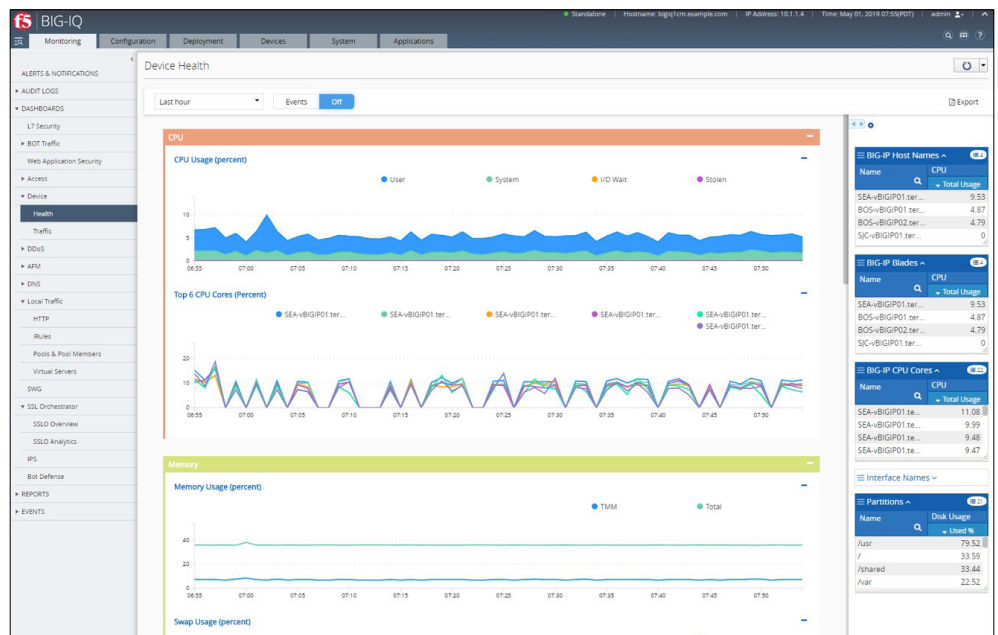 f5 BIG-IQ
Standalone | Hostname: bigiq1cm.example.com | IP Address: 10.1.1.4 | Time: May 01, 2019 07:55(PDT) | admin
Monitoring Configuration Deployment Devices System Applications
ALERTS & NOTIFICATIONS
AUDIT LOGS
DASHBOARDS
L7 Security
BOT Traffic
Web Application Security
Access
Device
Health
Traffic
DDoS
AFM
DNS
Local Traffic
HTTP
iRules
Pools & Pool Members
Virtual Servers
SWG
SSL Orchestrator
SSLO Overview
SSLO Analytics
IPS
Bot Defense
REPORTS
EVENTS
Device Health
Last hour Events Off Export
CPU
CPU Usage (percent)
User System I/O Wait Stolen
10
5
0
06:55 07:00 07:05 07:10 07:15 07:20 07:25 07:30 07:35 07:40 07:45 07:50
Top 6 CPU Cores (Percent)
SEA-vBIGIP01.ter... SEA-vBIGIP01.ter... SEA-vBIGIP01.ter... SEA-vBIGIP01.ter... SEA-vBIGIP01.ter...
SEA-vBIGIP01.ter...
20
10
0
06:55 07:00 07:05 07:10 07:15 07:20 07:25 07:30 07:35 07:40 07:45 07:50
Memory
Memory Usage (percent)
TMM Total
40
20
0
06:55 07:00 07:05 07:10 07:15 07:20 07:25 07:30 07:35 07:40 07:45 07:50
Swap Usage (percent)
BIG-IP Host Names 4
Name CPU
Total Usage
SEA-vBIGIP01.ter... 9.53
BOS-vBIGIP01.ter... 4.87
BOS-vBIGIP02.ter... 4.79
SJC-vBIGIP01.ter... 0
BIG-IP Blades 4
Name CPU
Total Usage
SEA-vBIGIP01.ter... 9.53
BOS-vBIGIP01.ter... 4.87
BOS-vBIGIP02.ter... 4.79
SJC-vBIGIP01.ter... 0
BIG-IP CPU Cores 22
Name CPU
Total Usage
SEA-vBIGIP01.te... 11.08
SEA-vBIGIP01.te... 9.99
SEA-vBIGIP01.te... 9.48
SEA-vBIGIP01.te... 9.47
Interface Names
Partitions 21
Name Disk Usage
Used %
/usr 79.52
/ 33.59
/shared 33.44
/var 22.52